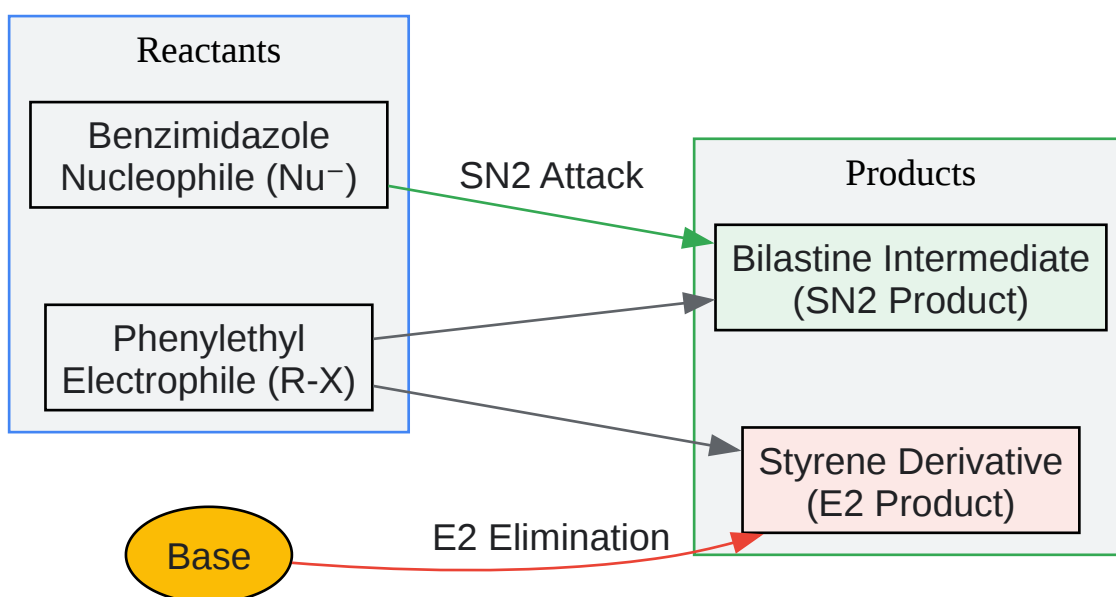 Reactants
Benzimidazole
Nucleophile (Nu⁻)
SN2 Attack
Products
Bilastine Intermediate
(SN2 Product)
Phenylethyl
Electrophile (R-X)
Styrene Derivative
(E2 Product)
E2 Elimination
Base